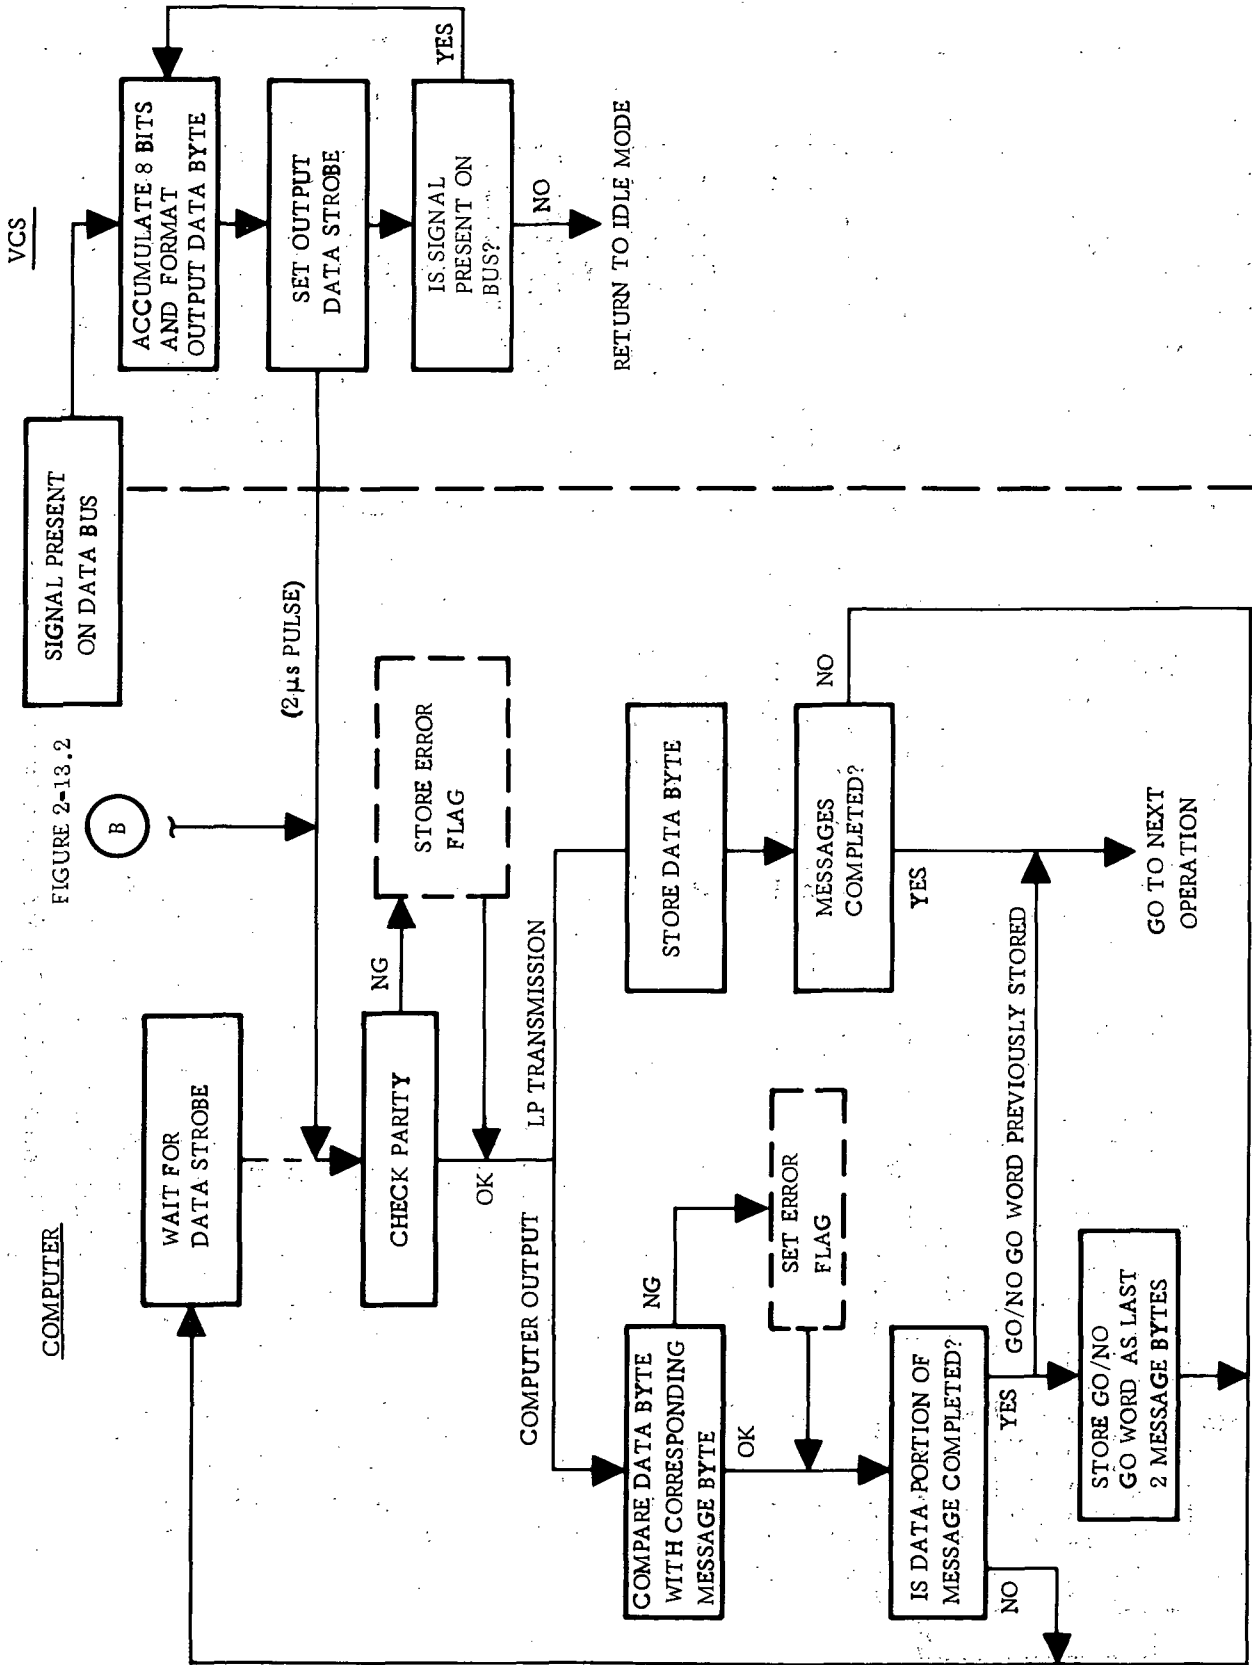 COMPUTER
FIGURE 2-13.2
B
VCS
WAIT FOR
DATA STROBE
SIGNAL PRESENT
ON DATA BUS
ACCUMULATE 8 BITS
AND FORMAT
OUTPUT DATA BYTE
(2 µs PULSE)
SET OUTPUT
DATA STROBE
CHECK PARITY
NG
STORE ERROR
FLAG
OK
IS SIGNAL
PRESENT ON
BUS?
YES
NO
RETURN TO IDLE MODE
COMPUTER OUTPUT
LP TRANSMISSION
COMPARE DATA BYTE
WITH CORRESPONDING
MESSAGE BYTE
NG
OK
SET ERROR
FLAG
STORE DATA BYTE
MESSAGES
COMPLETED?
NO
YES
IS DATA PORTION OF
MESSAGE COMPLETED?
NO
YES
GO/NO GO WORD PREVIOUSLY STORED
STORE GO/NO
GO WORD AS LAST
2 MESSAGE BYTES
GO TO NEXT
OPERATION